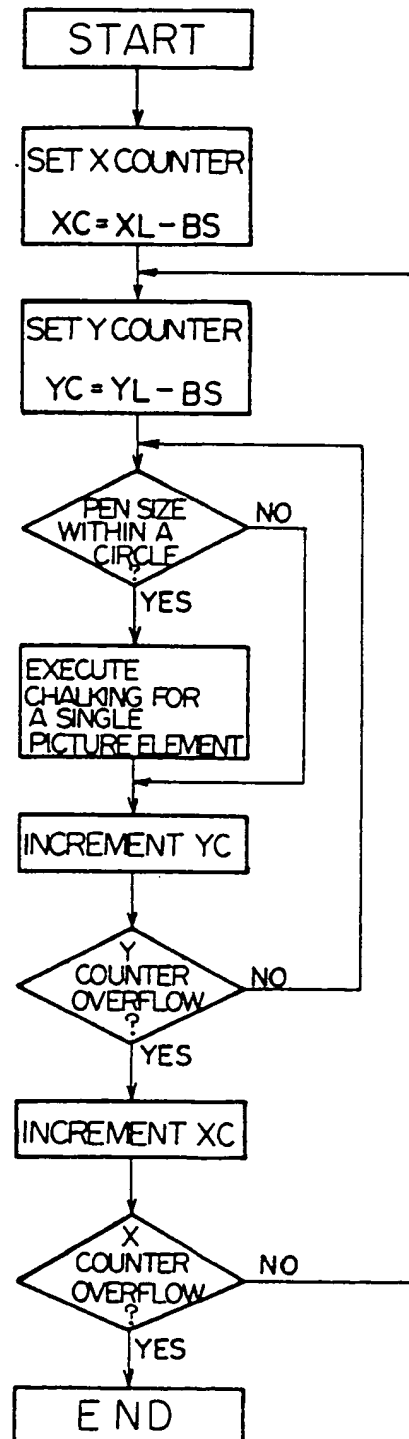 START
SET X COUNTER
XC=XL-BS
SET Y COUNTER
YC=YL-BS
PEN SIZE
WITHIN A
CIRCLE
?
NO
YES
EXECUTE
CHALKING FOR
A SINGLE
PICTURE ELEMENT
INCREMENT YC
Y
COUNTER
OVERFLOW
?
NO
YES
INCREMENT XC
X
COUNTER
OVERFLOW
?
NO
YES
END